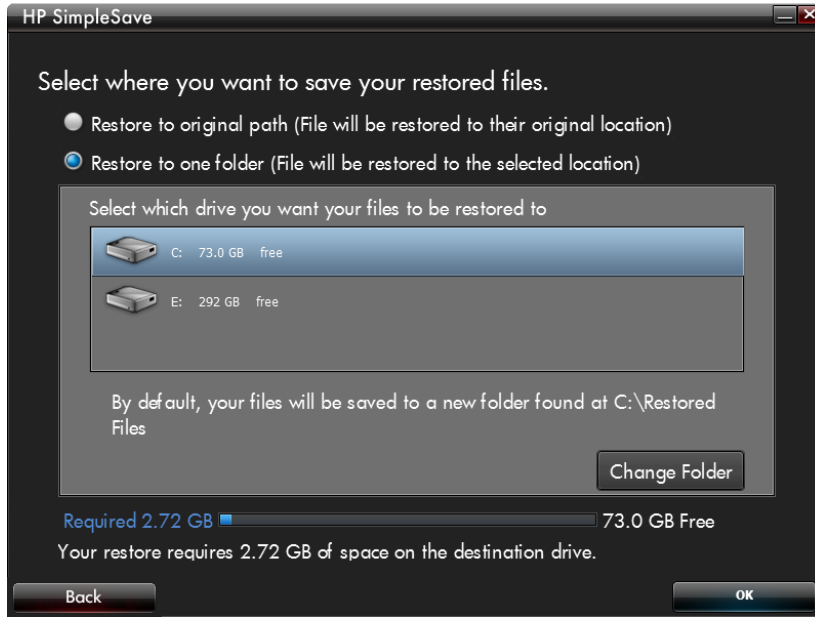 HP SimpleSave
Select where you want to save your restored files.
Restore to original path (File will be restored to their original location)
Restore to one folder (File will be restored to the selected location)
Select which drive you want your files to be restored to
C: 73.0 GB free
E: 292 GB free
By default, your files will be saved to a new folder found at C:\Restored
Files
Change Folder
Required 2.72 GB 73.0 GB Free
Your restore requires 2.72 GB of space on the destination drive.
Back OK